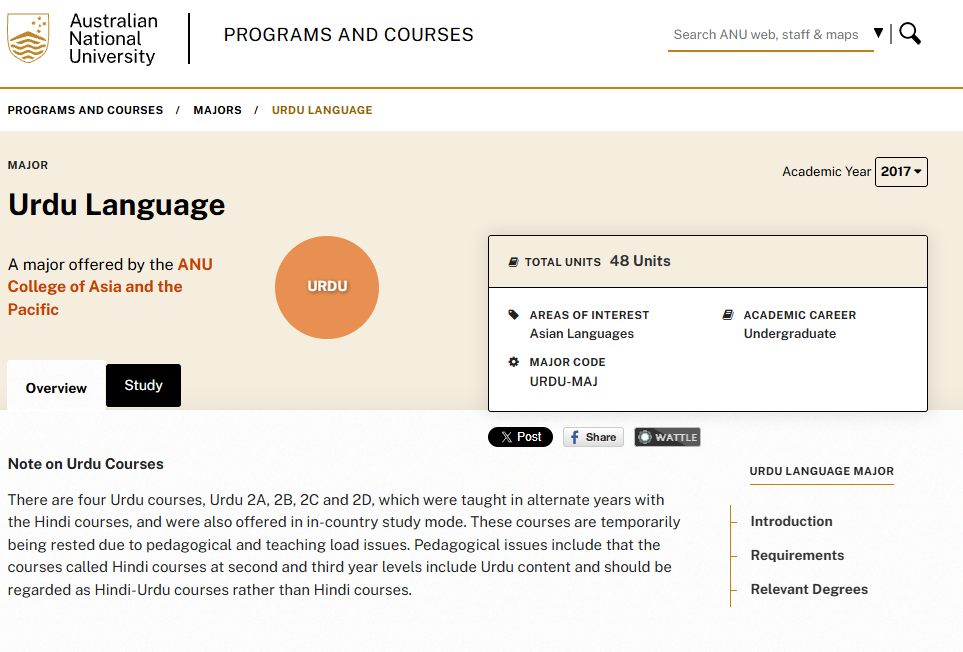 Australian
National
University
PROGRAMS AND COURSES
Search ANU web, staff & maps
PROGRAMS AND COURSES / MAJORS / URDU LANGUAGE
MAJOR
Academic Year 2017
Urdu Language
A major offered by the ANU
College of Asia and the
Pacific
URDU
TOTAL UNITS 48 Units
AREAS OF INTEREST
Asian Languages
ACADEMIC CAREER
Undergraduate
MAJOR CODE
URDU-MAJ
Overview
Study
X Post
f Share
WATTLE
Note on Urdu Courses
There are four Urdu courses, Urdu 2A, 2B, 2C and 2D, which were taught in alternate years with
the Hindi courses, and were also offered in in-country study mode. These courses are temporarily
being rested due to pedagogical and teaching load issues. Pedagogical issues include that the
courses called Hindi courses at second and third year levels include Urdu content and should be
regarded as Hindi-Urdu courses rather than Hindi courses.
URDU LANGUAGE MAJOR
Introduction
Requirements
Relevant Degrees